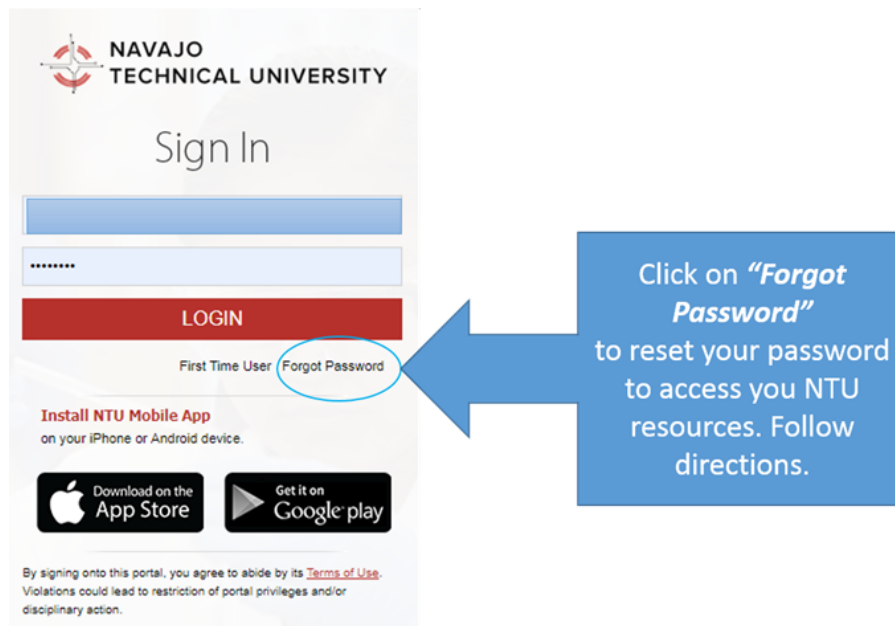 NAVAJO
TECHNICAL UNIVERSITY
Sign In
••••••••
LOGIN
First Time User Forgot Password
Install NTU Mobile App
on your iPhone or Android device.
Download on the
App Store
Get it on
Google play
By signing onto this portal, you agree to abide by its Terms of Use.
Violations could lead to restriction of portal privileges and/or
disciplinary action.
Click on "Forgot
Password"
to reset your password
to access you NTU
resources. Follow
directions.